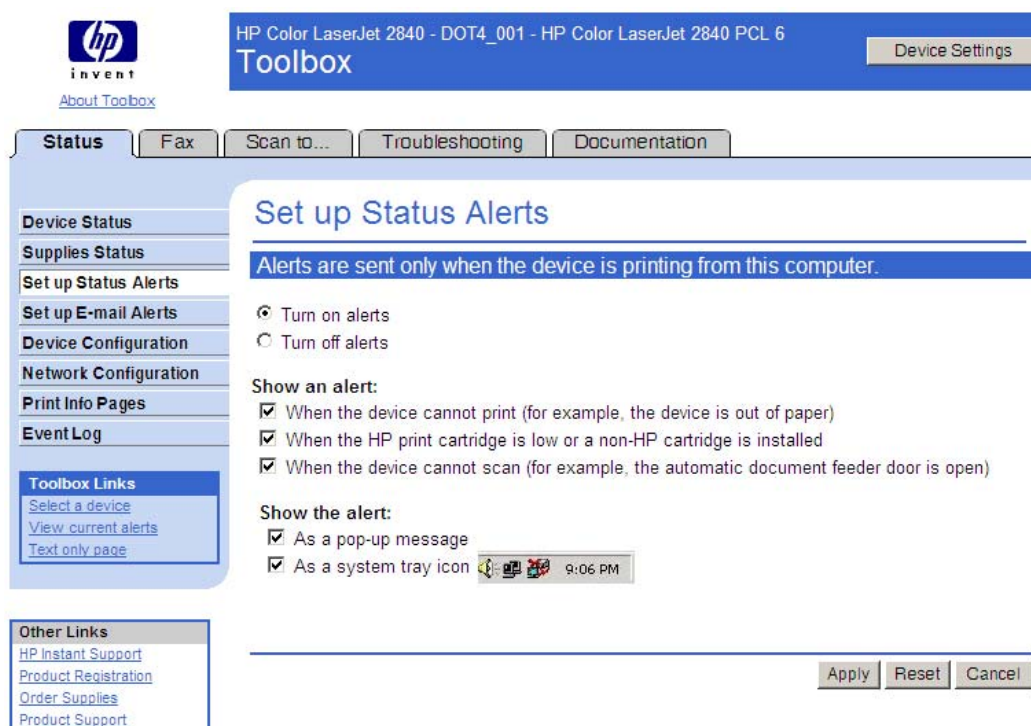 hp
invent
About Toolbox
HP Color LaserJet 2840 - DOT4_001 - HP Color LaserJet 2840 PCL 6
Toolbox
Device Settings
Status
Fax
Scan to...
Troubleshooting
Documentation
Device Status
Supplies Status
Set up Status Alerts
Set up E-mail Alerts
Device Configuration
Network Configuration
Print Info Pages
Event Log
Toolbox Links
Select a device
View current alerts
Text only page
Other Links
HP Instant Support
Product Registration
Order Supplies
Product Support
Set up Status Alerts
Alerts are sent only when the device is printing from this computer.
Turn on alerts
Turn off alerts
Show an alert:
When the device cannot print (for example, the device is out of paper)
When the HP print cartridge is low or a non-HP cartridge is installed
When the device cannot scan (for example, the automatic document feeder door is open)
Show the alert:
As a pop-up message
As a system tray icon
9:06 PM
Apply
Reset
Cancel